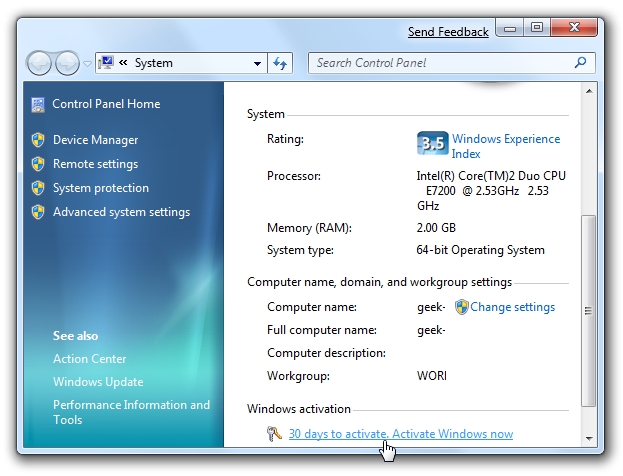 Send Feedback
« System
Search Control Panel
Control Panel Home
Device Manager
Remote settings
System protection
Advanced system settings
See also
Action Center
Windows Update
Performance Information and
Tools
System
Rating:
3.5 Windows Experience
Index
Processor:
Intel(R) Core(TM)2 Duo CPU
E7200 @ 2.53GHz 2.53
GHz
Memory (RAM): 2.00 GB
System type: 64-bit Operating System
Computer name, domain, and workgroup settings
Computer name: geek- Change settings
Full computer name: geek-
Computer description:
Workgroup: WORI
Windows activation
30 days to activate. Activate Windows now